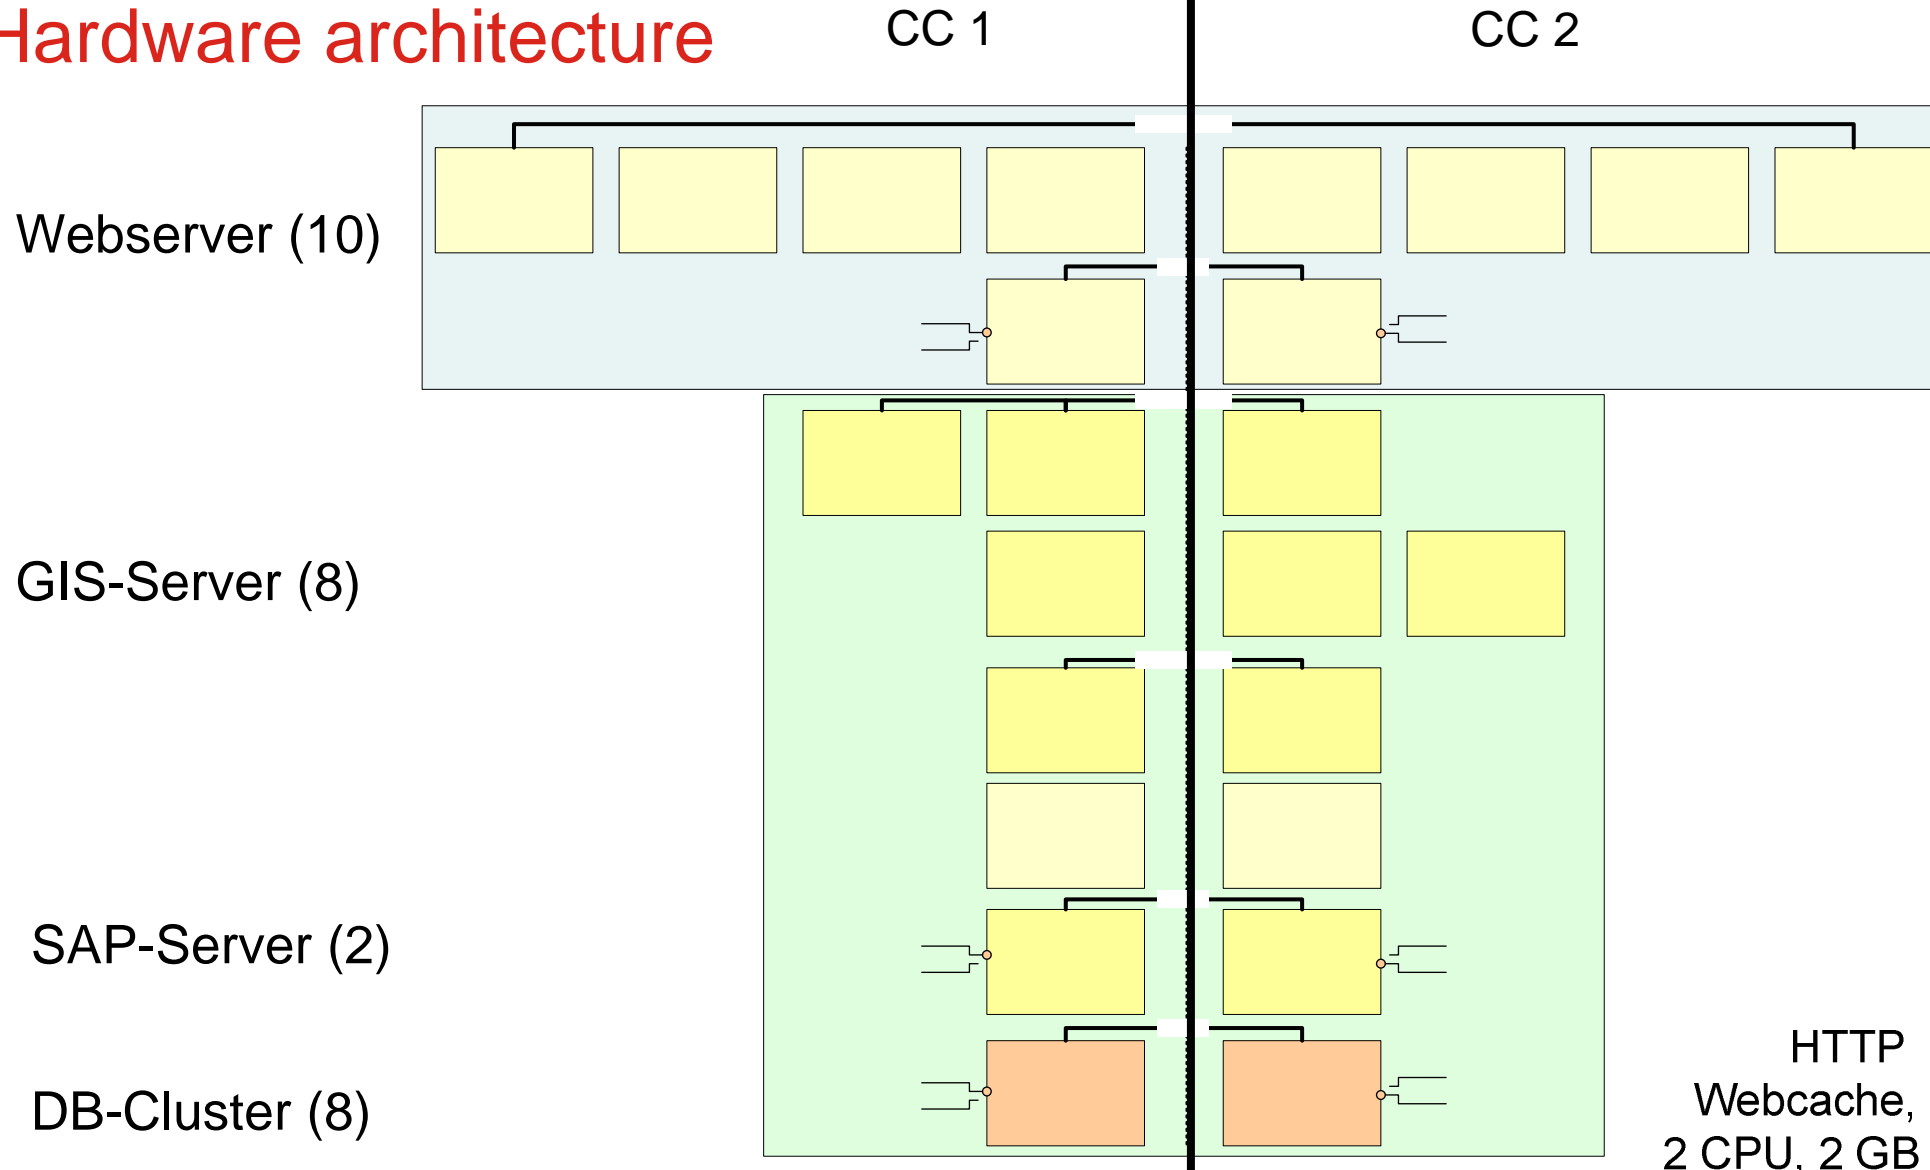 Hardware architecture
CC 1
CC 2
Webserver (10)
GIS-Server (8)
SAP-Server (2)
DB-Cluster (8)
HTTP
Webcache,
2 CPU, 2 GB